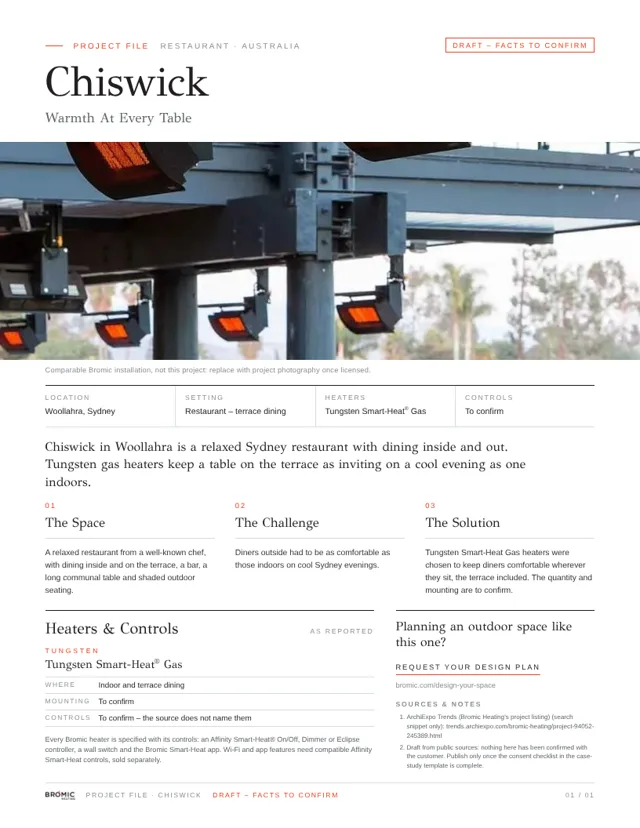 PROJECT FILE RESTAURANT · AUSTRALIA
DRAFT – FACTS TO CONFIRM
Chiswick
Warmth At Every Table
Comparable Bromic installation, not this project: replace with project photography once licensed.
LOCATION
Woollahra, Sydney
SETTING
Restaurant – terrace dining
HEATERS
Tungsten Smart-Heat® Gas
CONTROLS
To confirm
Chiswick in Woollahra is a relaxed Sydney restaurant with dining inside and out.
Tungsten gas heaters keep a table on the terrace as inviting on a cool evening as one
indoors.
01
The Space
A relaxed restaurant from a well-known chef,
with dining inside and on the terrace, a bar, a
long communal table and shaded outdoor
seating.
02
The Challenge
Diners outside had to be as comfortable as
those indoors on cool Sydney evenings.
03
The Solution
Tungsten Smart-Heat Gas heaters were
chosen to keep diners comfortable wherever
they sit, the terrace included. The quantity and
mounting are to confirm.
Heaters & Controls
AS REPORTED
TUNGSTEN
Tungsten Smart-Heat® Gas
WHERE Indoor and terrace dining
MOUNTING To confirm
CONTROLS To confirm – the source does not name them
Every Bromic heater is specified with its controls: an Affinity Smart-Heat® On/Off, Dimmer or Eclipse
controller, a wall switch and the Bromic Smart-Heat app. Wi-Fi and app features need compatible Affinity
Smart-Heat controls, sold separately.
Planning an outdoor space like
this one?
REQUEST YOUR DESIGN PLAN
bromic.com/design-your-space
SOURCES & NOTES
1. ArchiExpo Trends (Bromic Heating's project listing) (search
snippet only): trends.archiexpo.com/bromic-heating/project-94052-
245389.html
2. Draft from public sources: nothing here has been confirmed with
the customer. Publish only once the consent checklist in the case-
study template is complete.
BROMIC HEATING PROJECT FILE · CHISWICK DRAFT – FACTS TO CONFIRM
01 / 01